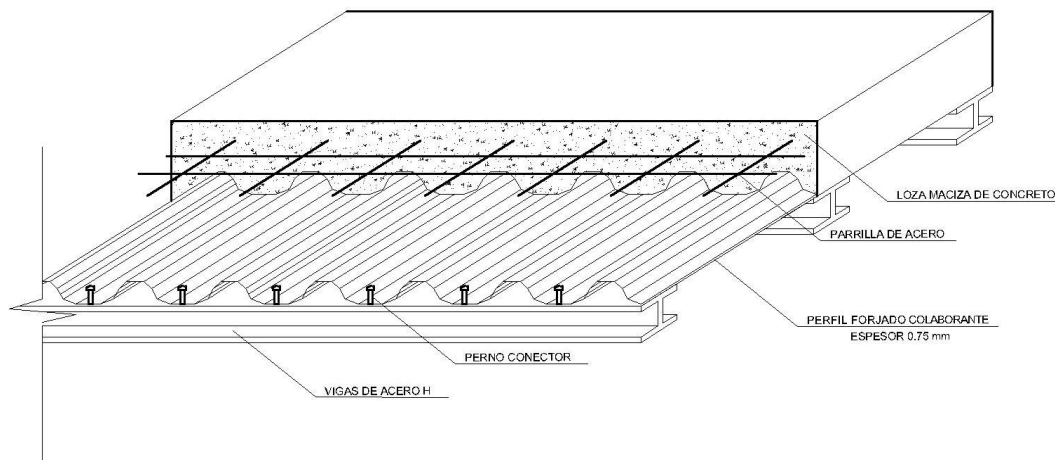 LOZA MACIZA DE CONCRETO
PARRILLA DE ACERO
PERFIL FORJADO COLABORANTE
ESPESOR 0.75 mm
PERNO CONECTOR
VIGAS DE ACERO H